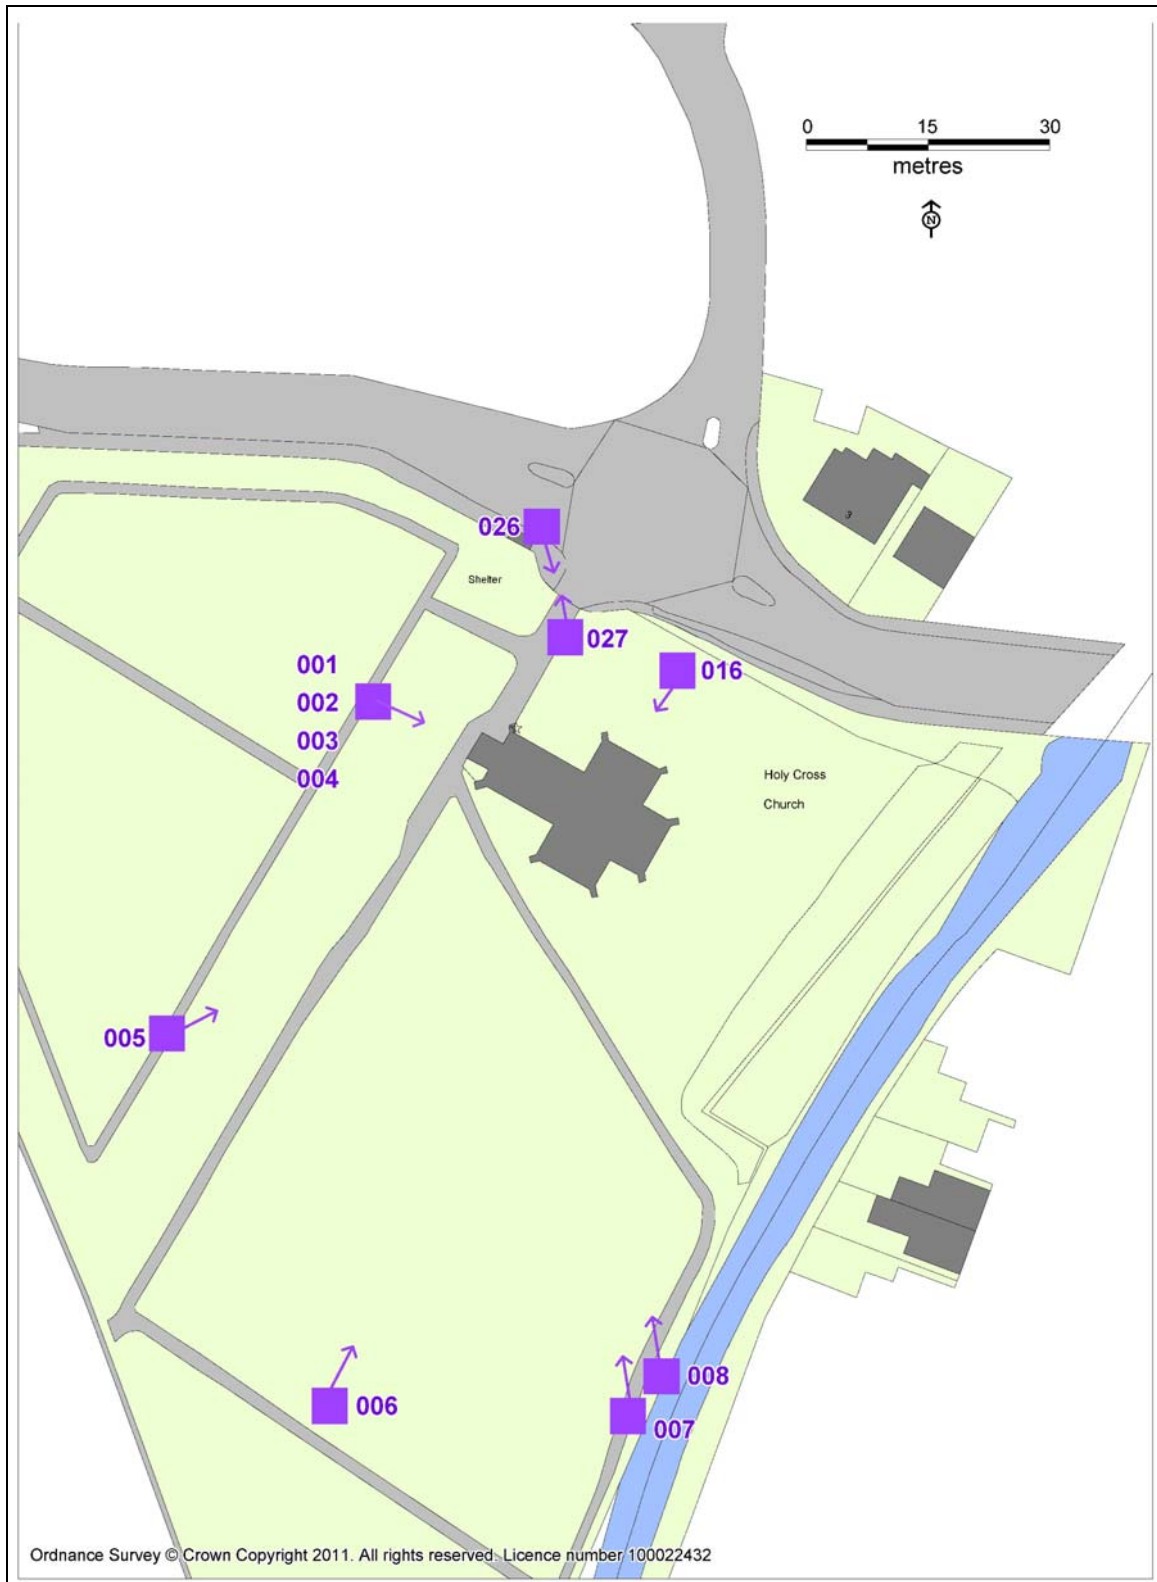 0 15 30
metres
N
3
026
Shelter
027
016
001
002
003
004
Holy Cross
Church
005
008
006
007
Ordnance Survey © Crown Copyright 2011. All rights reserved. Licence number 100022432